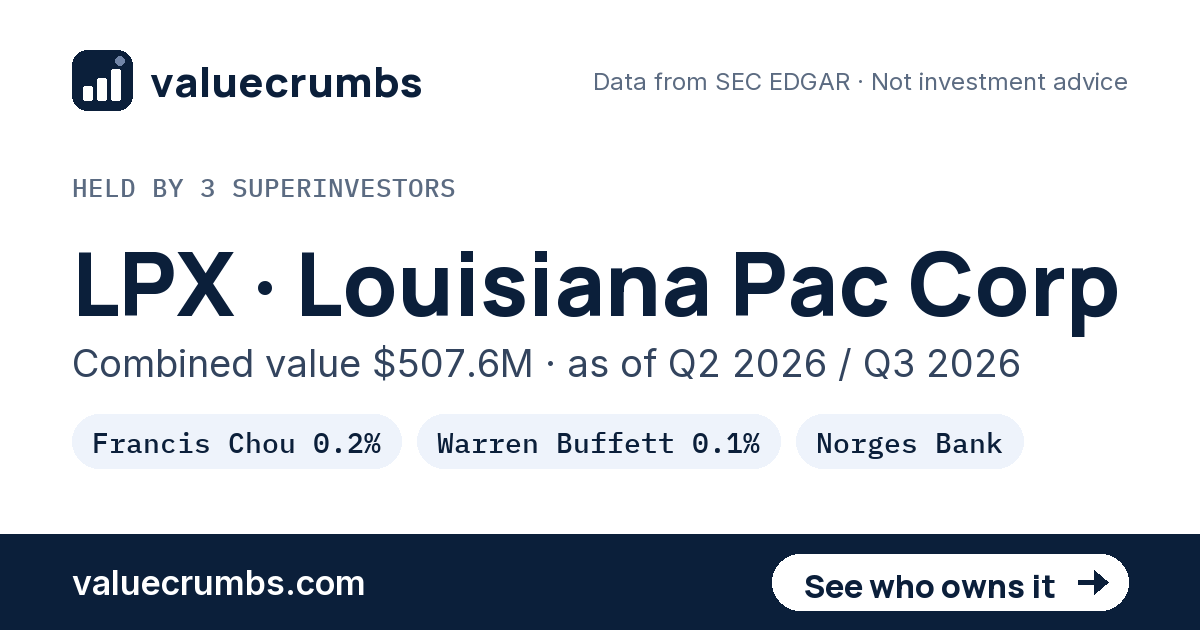 valuecrumbs
Data from SEC EDGAR · Not investment advice
HELD BY 3 SUPERINVESTORS
LPX · Louisiana Pac Corp
Combined value $507.6M · as of Q2 2026 / Q3 2026
Francis Chou 0.2%
Warren Buffett 0.1%
Norges Bank
valuecrumbs.com
See who owns it →